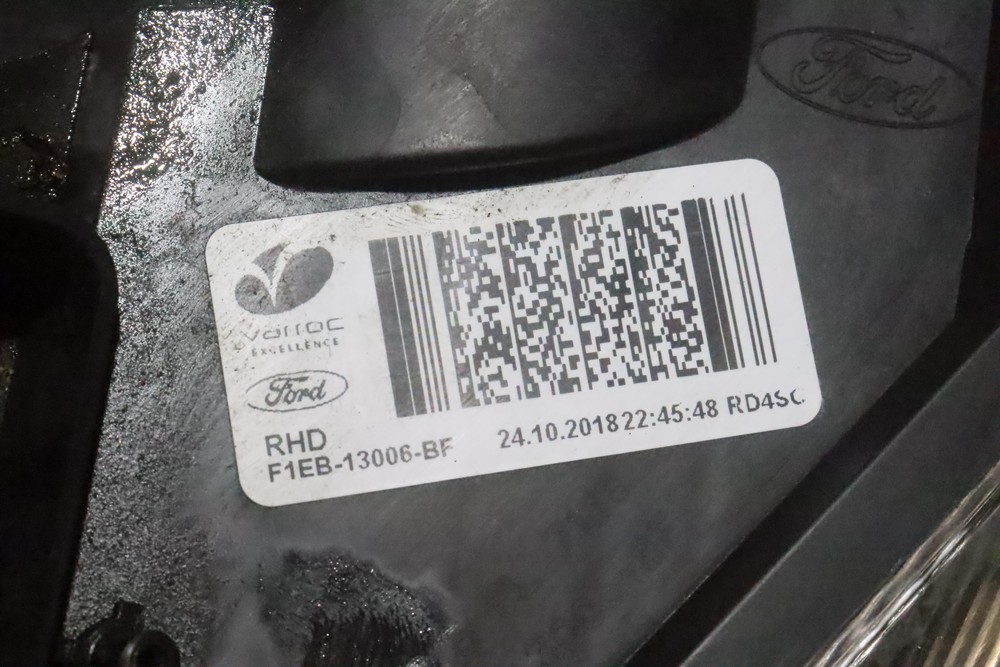 Ford
varroc
EXCELLENCE
Ford
RHD
F1EB-13006-BF
24.10.2018 22:45:48 RD4SC